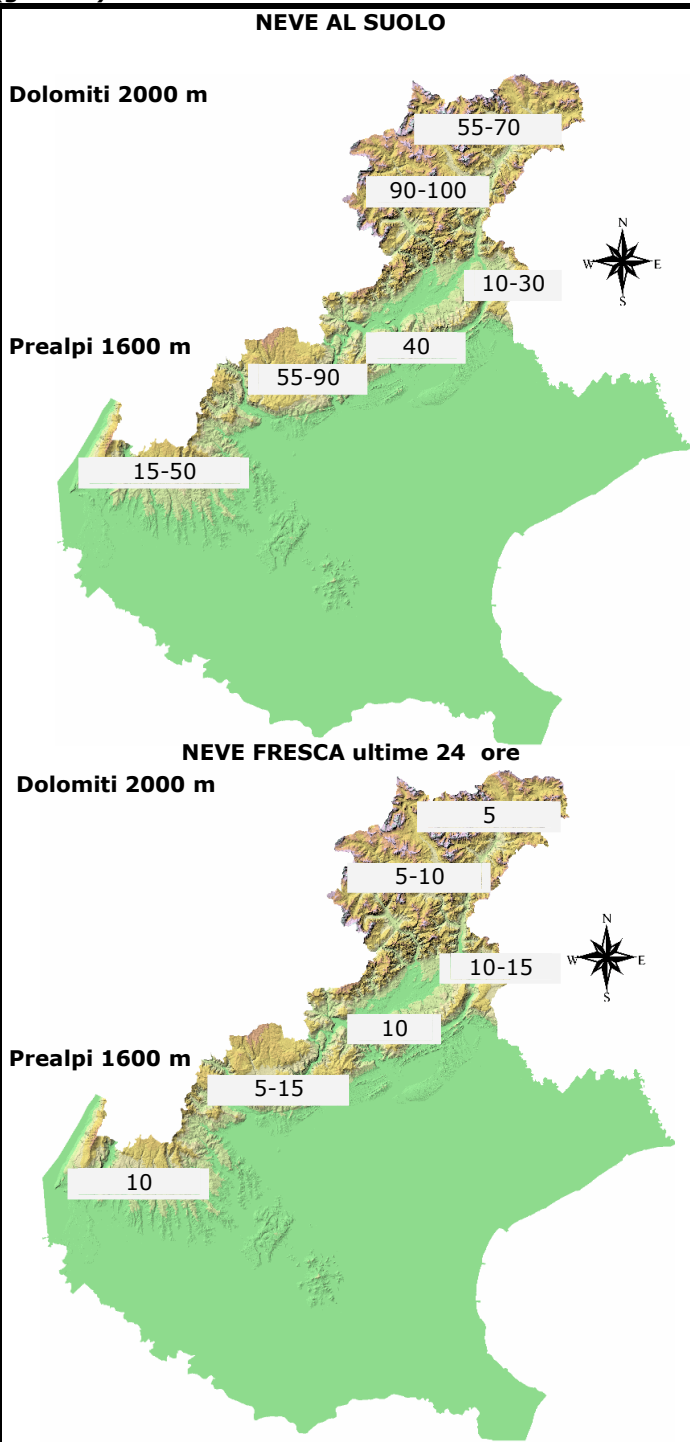 NEVE AL SUOLO
Dolomiti 2000 m
55-70
90-100
N
W E
S
10-30
Prealpi 1600 m
40
55-90
15-50
NEVE FRESCA ultime 24 ore
Dolomiti 2000 m
5
5-10
N
W E
S
10-15
10
Prealpi 1600 m
5-15
10